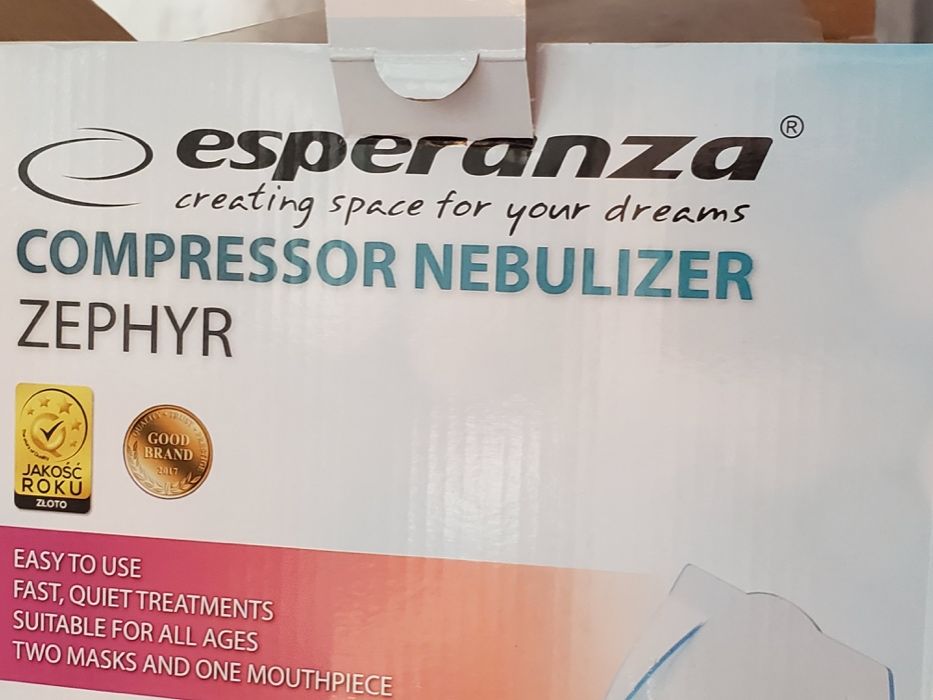 esperanza®
creating space for your dreams
COMPRESSOR NEBULIZER
ZEPHYR
JAKOŚĆ
ROKU
ZŁOTO
GOOD
BRAND
2017
EASY TO USE
FAST, QUIET TREATMENTS
SUITABLE FOR ALL AGES
TWO MASKS AND ONE MOUTHPIECE